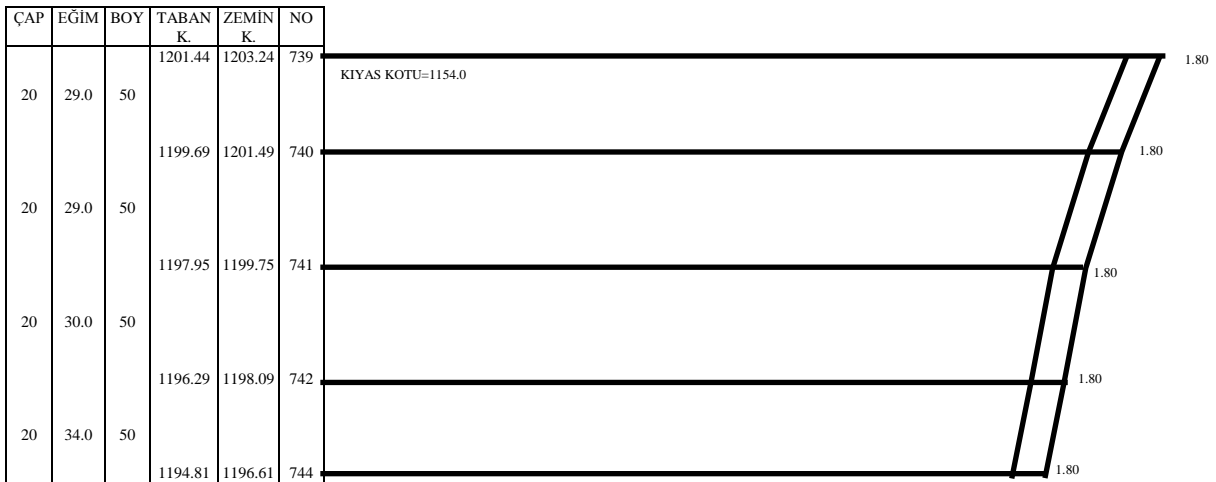 ÇAP EĞİM BOY TABAN K. ZEMİN K. NO
1201.44 1203.24 739
1.80
KIYAS KOTU=1154.0
20 29.0 50
1199.69 1201.49 740
1.80
20 29.0 50
1197.95 1199.75 741
1.80
20 30.0 50
1196.29 1198.09 742
1.80
20 34.0 50
1194.81 1196.61 744
1.80